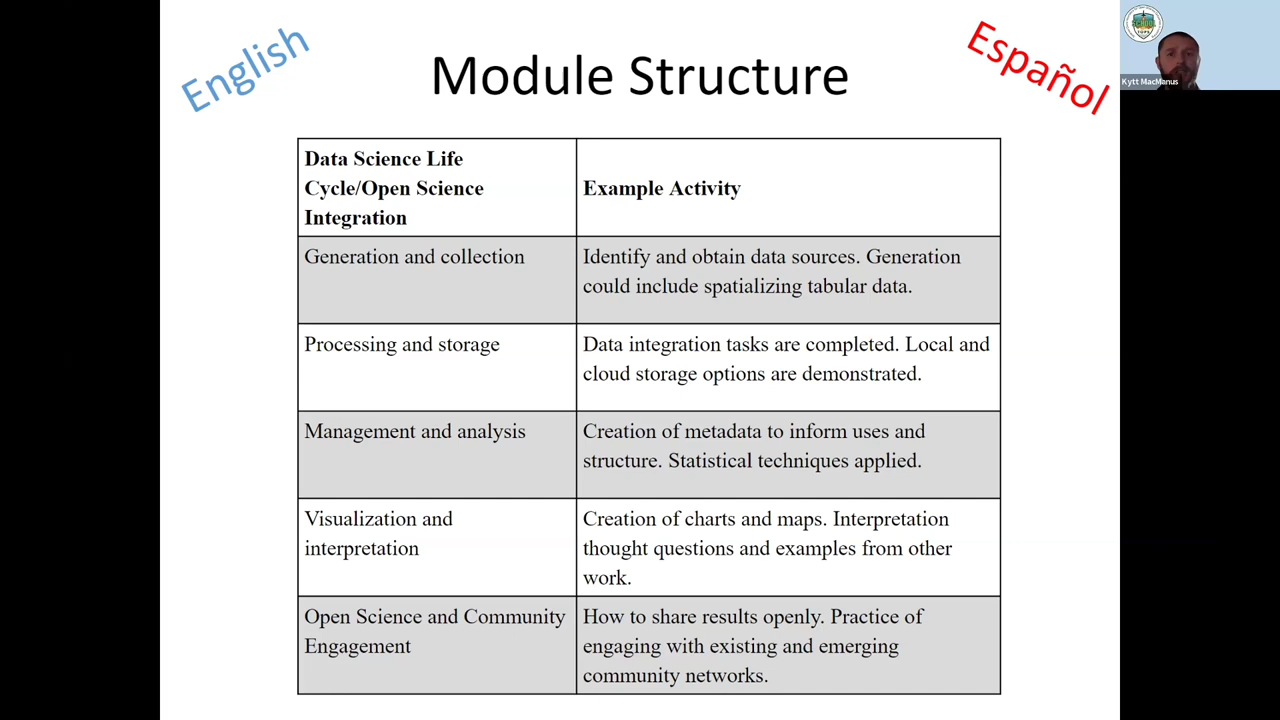 English
Module Structure
Español
SCHOOL
Kytt MacManus
Data Science Life
Cycle/Open Science
Integration
Example Activity
Generation and collection
Identify and obtain data sources. Generation
could include spatializing tabular data.
Processing and storage
Data integration tasks are completed. Local and
cloud storage options are demonstrated.
Management and analysis
Creation of metadata to inform uses and
structure. Statistical techniques applied.
Visualization and
interpretation
Creation of charts and maps. Interpretation
thought questions and examples from other
work.
Open Science and Community
Engagement
How to share results openly. Practice of
engaging with existing and emerging
community networks.